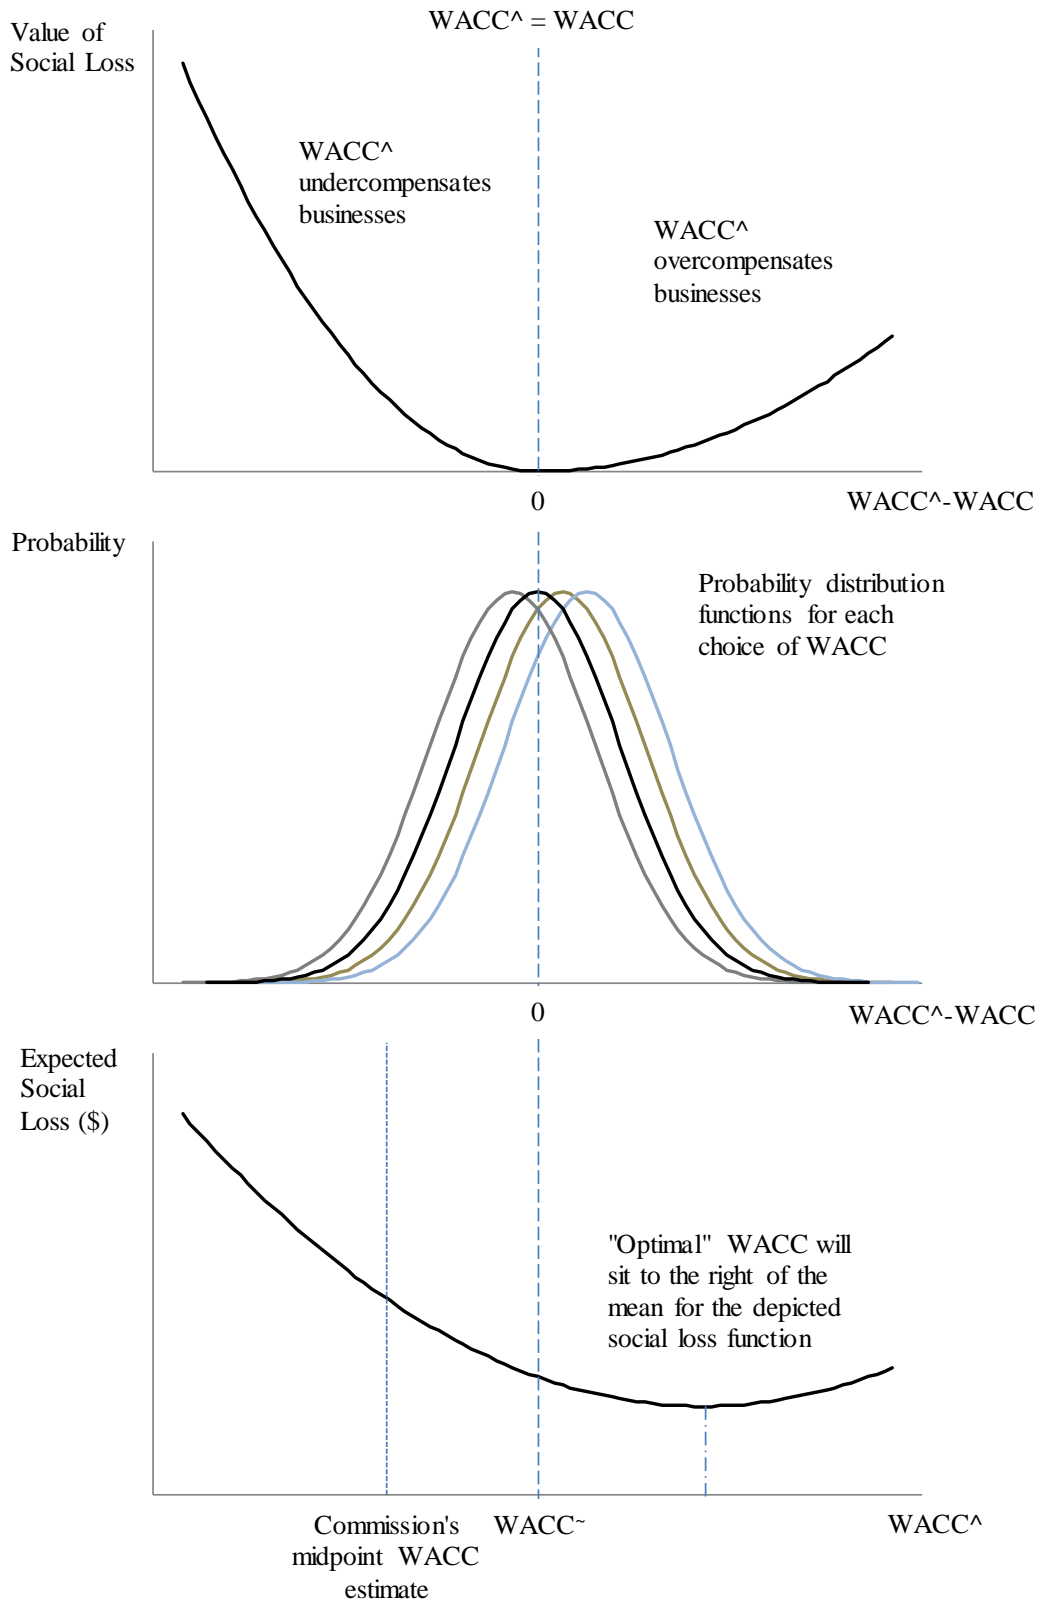 WACC^ = WACC
Value of
Social Loss
WACC^
undercompensates
businesses
WACC^
overcompensates
businesses
0
WACC^-WACC
Probability
Probability distribution
functions for each
choice of WACC
0
WACC^-WACC
Expected
Social
Loss ($)
"Optimal" WACC will
sit to the right of the
mean for the depicted
social loss function
Commission's
midpoint WACC
estimate
WACC~
WACC^